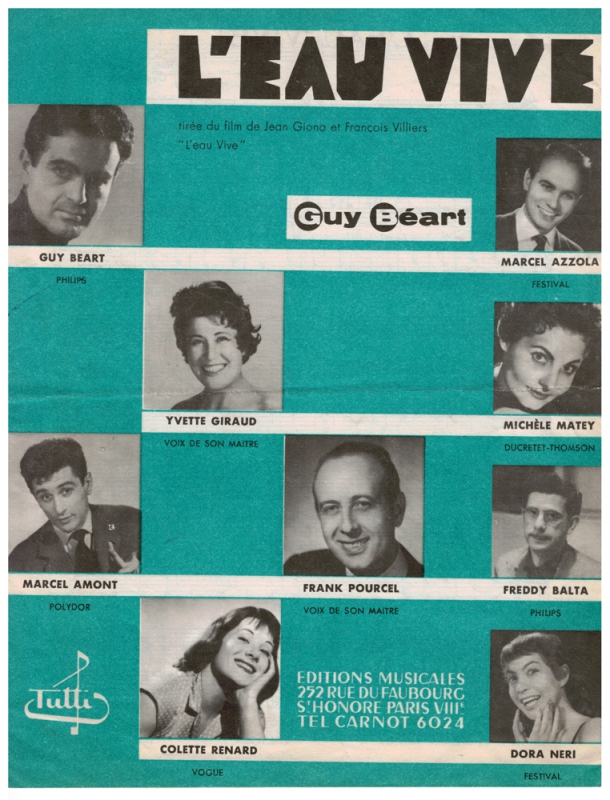 L'EAU VIVE
tirée du film de Jean Giono et François Villiers
"L'eau Vive"
Guy Béart
GUY BEART
PHILIPS
MARCEL AZZOLA
FESTIVAL
YVETTE GIRAUD
VOIX DE SON MAITRE
MICHÈLE MATEY
DUCRETET-THOMSON
MARCEL AMONT
POLYDOR
FRANK POURCEL
VOIX DE SON MAITRE
FREDDY BALTA
PHILIPS
Tutti
COLETTE RENARD
VOGUE
EDITIONS MUSICALES
252 RUE DU FAUBOURG
S'HONORE PARIS VIIIe
TEL CARNOT 6024
DORA NERI
FESTIVAL